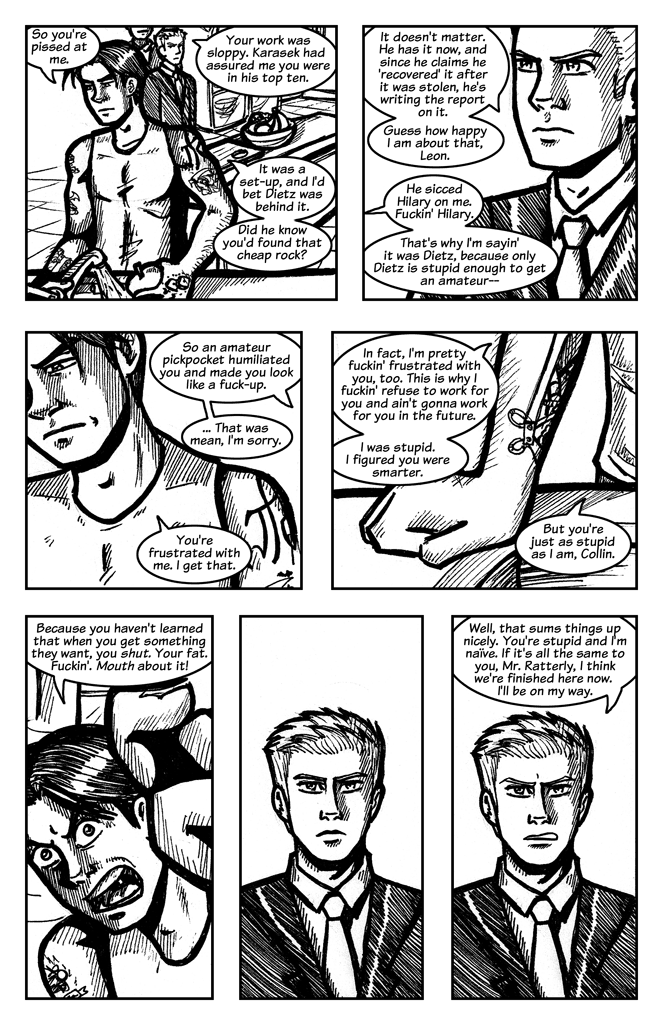 So you're
pissed at
me.
Your work was
sloppy. Karasek had
assured me you were
in his top ten.
It was a
set-up, and I'd
bet Dietz was
behind it.
Did he know
you'd found that
cheap rock?
It doesn't matter.
He has it now, and
since he claims he
'recovered' it after
it was stolen, he's
writing the report
on it.
Guess how happy
I am about that,
Leon.
He sicced
Hilary on me.
Fuckin' Hilary.
That's why I'm sayin'
it was Dietz, because only
Dietz is stupid enough to get
an amateur--
So an amateur
pickpocket humiliated
you and made you look
like a fuck-up.
... That was
mean, I'm sorry.
You're
frustrated with
me. I get that.
In fact, I'm pretty
fuckin' frustrated with
you, too. This is why I
fuckin' refuse to work for
you and ain't gonna work
for you in the future.
I was stupid.
I figured you were
smarter.
But you're
just as stupid
as I am, Collin.
Because you haven't learned
that when you get something
they want, you shut. Your fat.
Fuckin'. Mouth about it!
Well, that sums things up
nicely. You're stupid and I'm
naïve. If it's all the same to
you, Mr. Ratterly, I think
we're finished here now.
I'll be on my way.